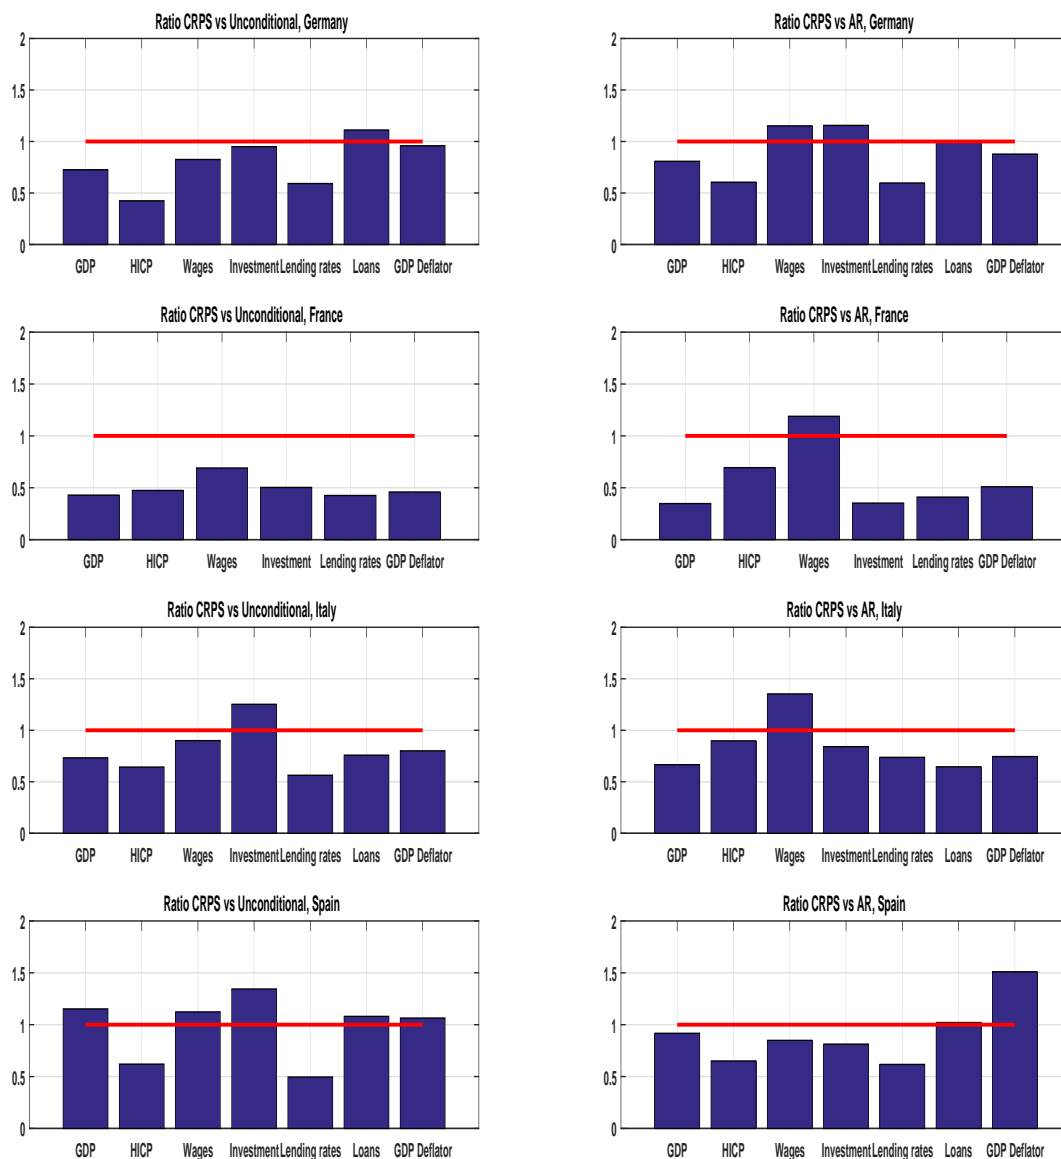 Ratio CRPS vs Unconditional, Germany
2
1.5
1
0.5
0
GDP HICP Wages Investment Lending rates Loans GDP Deflator
Ratio CRPS vs AR, Germany
2
1.5
1
0.5
0
GDP HICP Wages Investment Lending rates Loans GDP Deflator
Ratio CRPS vs Unconditional, France
2
1.5
1
0.5
0
GDP HICP Wages Investment Lending rates GDP Deflator
Ratio CRPS vs AR, France
2
1.5
1
0.5
0
GDP HICP Wages Investment Lending rates GDP Deflator
Ratio CRPS vs Unconditional, Italy
2
1.5
1
0.5
0
GDP HICP Wages Investment Lending rates Loans GDP Deflator
Ratio CRPS vs AR, Italy
2
1.5
1
0.5
0
GDP HICP Wages Investment Lending rates Loans GDP Deflator
Ratio CRPS vs Unconditional, Spain
2
1.5
1
0.5
0
GDP HICP Wages Investment Lending rates Loans GDP Deflator
Ratio CRPS vs AR, Spain
2
1.5
1
0.5
0
GDP HICP Wages Investment Lending rates Loans GDP Deflator